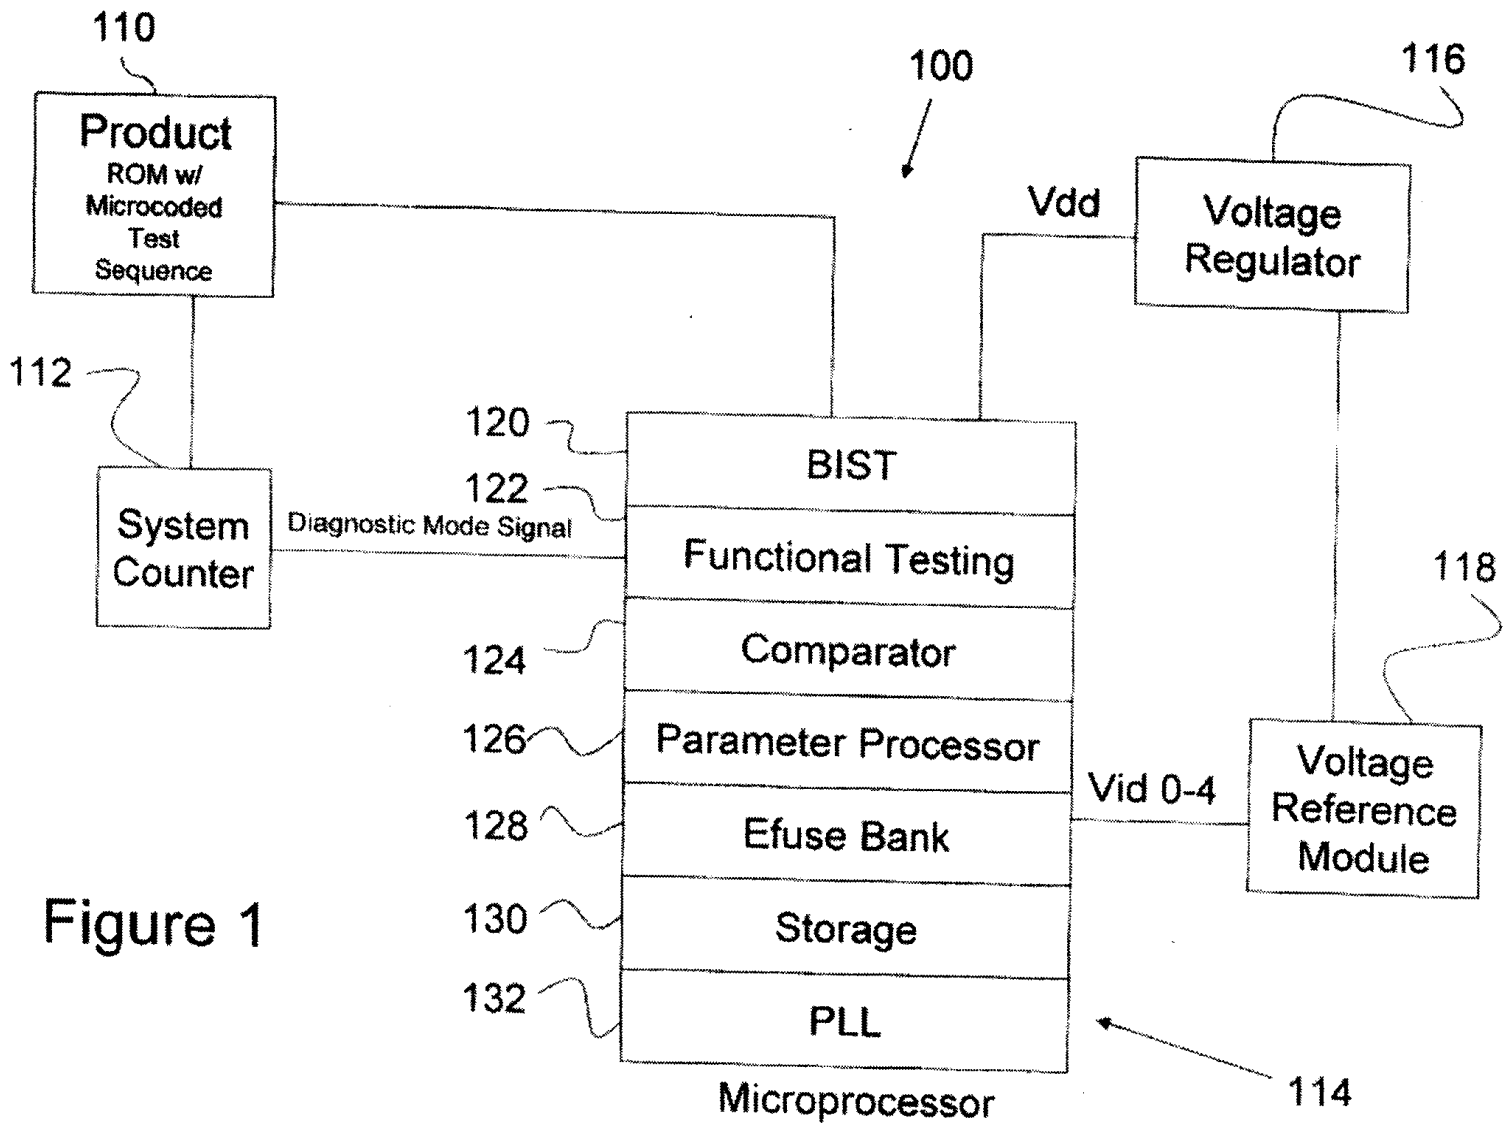 110
Product
ROM w/
Microcoded
Test
Sequence
100
116
Vdd
Voltage
Regulator
112
System
Counter
Diagnostic Mode Signal
120
BIST
122
Functional Testing
124
Comparator
126
Parameter Processor
128
Efuse Bank
130
Storage
132
PLL
Microprocessor
114
Vid 0-4
118
Voltage
Reference
Module
Figure 1